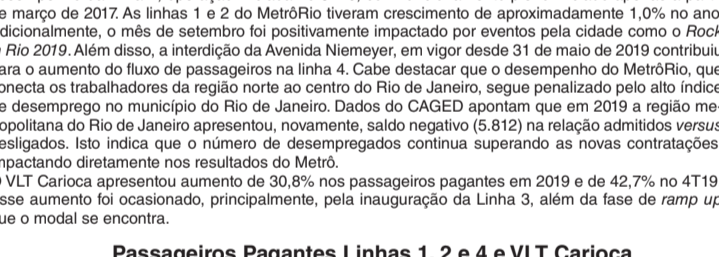 e março de 2017. As linhas 1 e 2 do MetrôRio tiveram crescimento de aproximadamente 1,0% no ano
dicionalmente, o mês de setembro foi positivamente impactado por eventos pela cidade como o Rock
Rio 2019. Além disso, a interdição da Avenida Niemeyer, em vigor desde 31 de maio de 2019 contribuiu
ara o aumento do fluxo de passageiros na linha 4. Cabe destacar que o desempenho do MetrôRio, que
onecta os trabalhadores da região norte ao centro do Rio de Janeiro, segue penalizado pelo alto índice
e desemprego no município do Rio de Janeiro. Dados do CAGED apontam que em 2019 a região me-
opolitana do Rio de Janeiro apresentou, novamente, saldo negativo (5.812) na relação admitidos versus
esligados. Isto indica que o número de desempregados continua superando as novas contratações
mpactando diretamente nos resultados do Metrô.
VLT Carioca apresentou aumento de 30,8% nos passageiros pagantes em 2019 e de 42,7% no 4T19
sse aumento foi ocasionado, principalmente, pela inauguração da Linha 3, além da fase de ramp up
ue o modal se encontra.
Passageiros Pagantes Linhas 1, 2 e 4 e VLT Carioca